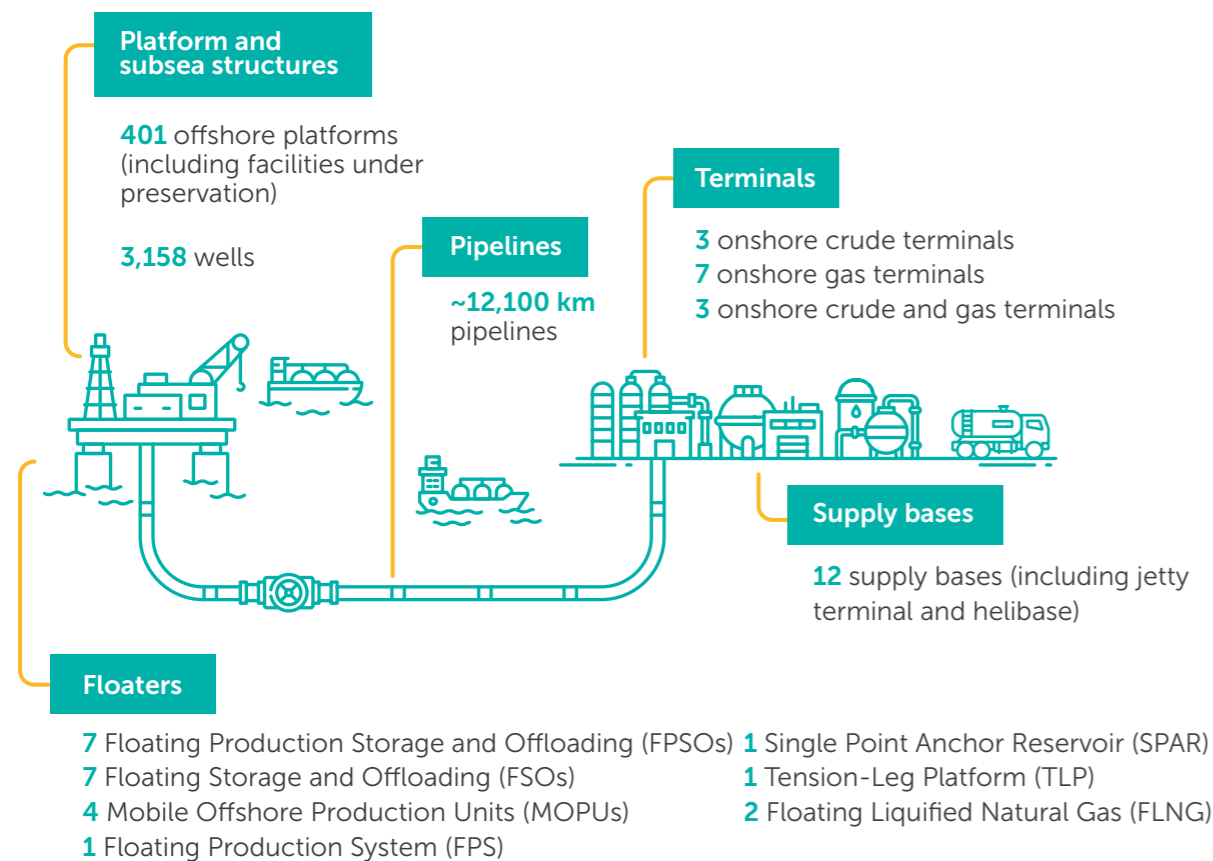 Platform and
subsea structures
401 offshore platforms
(including facilities under
preservation)
3,158 wells
Pipelines
~12,100 km
pipelines
Terminals
3 onshore crude terminals
7 onshore gas terminals
3 onshore crude and gas terminals
Supply bases
12 supply bases (including jetty
terminal and helibase)
Floaters
7 Floating Production Storage and Offloading (FPSOs)
7 Floating Storage and Offloading (FSOs)
4 Mobile Offshore Production Units (MOPUs)
1 Floating Production System (FPS)
1 Single Point Anchor Reservoir (SPAR)
1 Tension-Leg Platform (TLP)
2 Floating Liquified Natural Gas (FLNG)